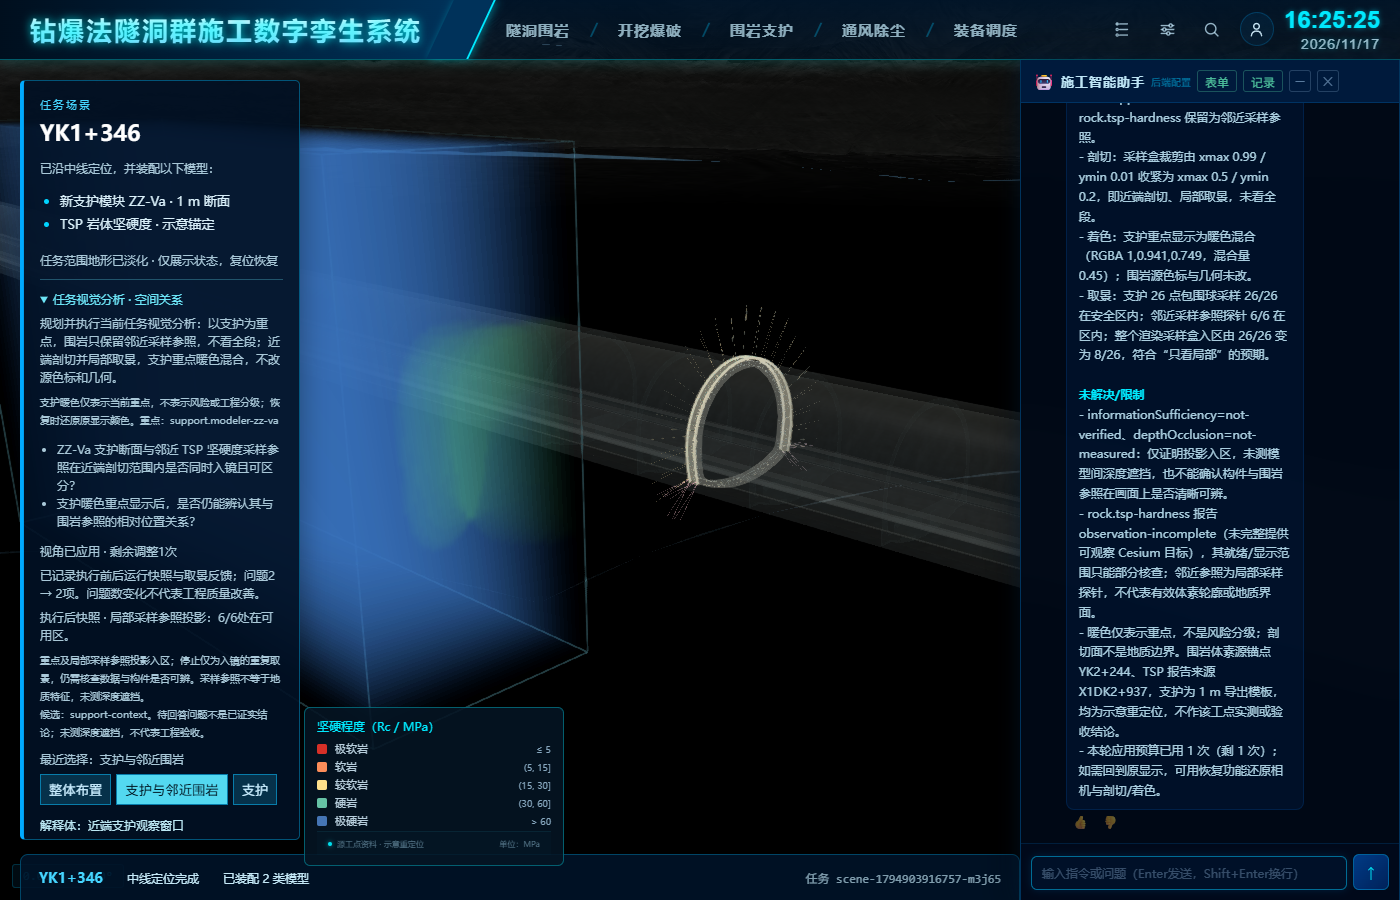 钻爆法隧洞群施工数字孪生系统
隧洞围岩 / 开挖爆破 / 围岩支护 / 通风除尘 / 装备调度
16:25:25
2026/11/17
任务场景
YK1+346
已沿中线定位，并装配以下模型：
• 新支护模块 ZZ-Va · 1 m 断面
• TSP 岩体坚硬度 · 示意锚定
任务范围地形已淡化 · 仅展示状态，复位恢复
▼ 任务视觉分析 · 空间关系
规划并执行当前任务视觉分析：以支护为重
点，围岩只保留邻近采样参照，不看全段；近
端剖切并局部取景，支护重点暖色混合，不改
源色标和几何。
支护暖色仅表示当前重点，不表示风险或工程分级；恢
复时还原原显示颜色。重点：support.modeler-zz-va
• ZZ-Va 支护断面与邻近 TSP 坚硬度采样参
照在近端剖切范围内是否同时入镜且可区
分？
• 支护暖色重点显示后，是否仍能辨认其与
围岩参照的相对位置关系？
视角已应用 · 剩余调整1次
已记录执行前后运行快照与取景反馈；问题2
→ 2项。问题数变化不代表工程质量改善。
执行后快照 · 局部采样参照投影：6/6处在可
用区。
重点及局部采样参照投影入区；停止仅为入镜的重复取
景，仍需核查数据与构件是否可辨。采样参照不等于地
质特征，未测深度遮挡。
候选：support-context。待回答问题不是已证实结
论；未测深度遮挡，不代表工程验收。
最近选择：支护与邻近围岩
整体布置 支护与邻近围岩 支护
解释体：近端支护观察窗口
坚硬程度（Rc / MPa）
极软岩 ≤ 5
软岩 (5, 15]
较软岩 (15, 30]
硬岩 (30, 60]
极硬岩 > 60
源工点资料 · 示意重定位 单位：MPa
YK1+346 中线定位完成 已装配 2 类模型
任务 scene-1794903916757-m3j65
施工智能助手 后端配置 表单 记录
rock.tsp-hardness 保留为邻近采样参
照。
- 剖切：采样盒裁剪由 xmax 0.99 /
ymin 0.01 收紧为 xmax 0.5 / ymin
0.2，即近端剖切、局部取景，未看全
段。
- 着色：支护重点显示为暖色混合
（RGBA 1,0.941,0.749，混合量
0.45）；围岩源色标与几何未改。
- 取景：支护 26 点包围球采样 26/26
在安全区内；邻近采样参照探针 6/6 在
区内；整个渲染采样盒入区由 26/26 变
为 8/26，符合“只看局部”的预期。
未解决/限制
- informationSufficiency=not-
verified、depthOcclusion=not-
measured：仅证明投影入区，未测模
型间深度遮挡，也不能确认构件与围岩
参照在画面上是否清晰可辨。
- rock.tsp-hardness 报告
observation-incomplete（未完整提供
可观察 Cesium 目标），其就绪/显示范
围只能部分核查；邻近参照为局部采样
探针，不代表有效体素轮廓或地质界
面。
- 暖色仅表示重点，不是风险分级；剖
切面不是地质边界。围岩体素源锚点
YK2+244、TSP 报告来源
X1DK2+937，支护为 1 m 导出模板，
均为示意重定位，不作该工点实测或验
收结论。
- 本轮应用预算已用 1 次（剩 1 次）；
如需回到原显示，可用恢复功能还原相
机与剖切/着色。
输入指令或问题（Enter发送，Shift+Enter换行）